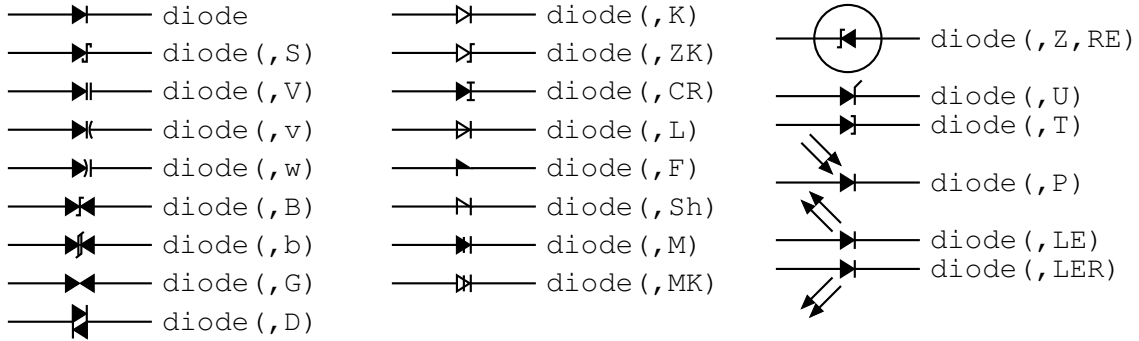 diode
diode(,S)
diode(,V)
diode(,v)
diode(,w)
diode(,B)
diode(,b)
diode(,G)
diode(,D)
diode(,K)
diode(,ZK)
diode(,CR)
diode(,L)
diode(,F)
diode(,Sh)
diode(,M)
diode(,MK)
diode(,Z,RE)
diode(,U)
diode(,T)
diode(,P)
diode(,LE)
diode(,LER)